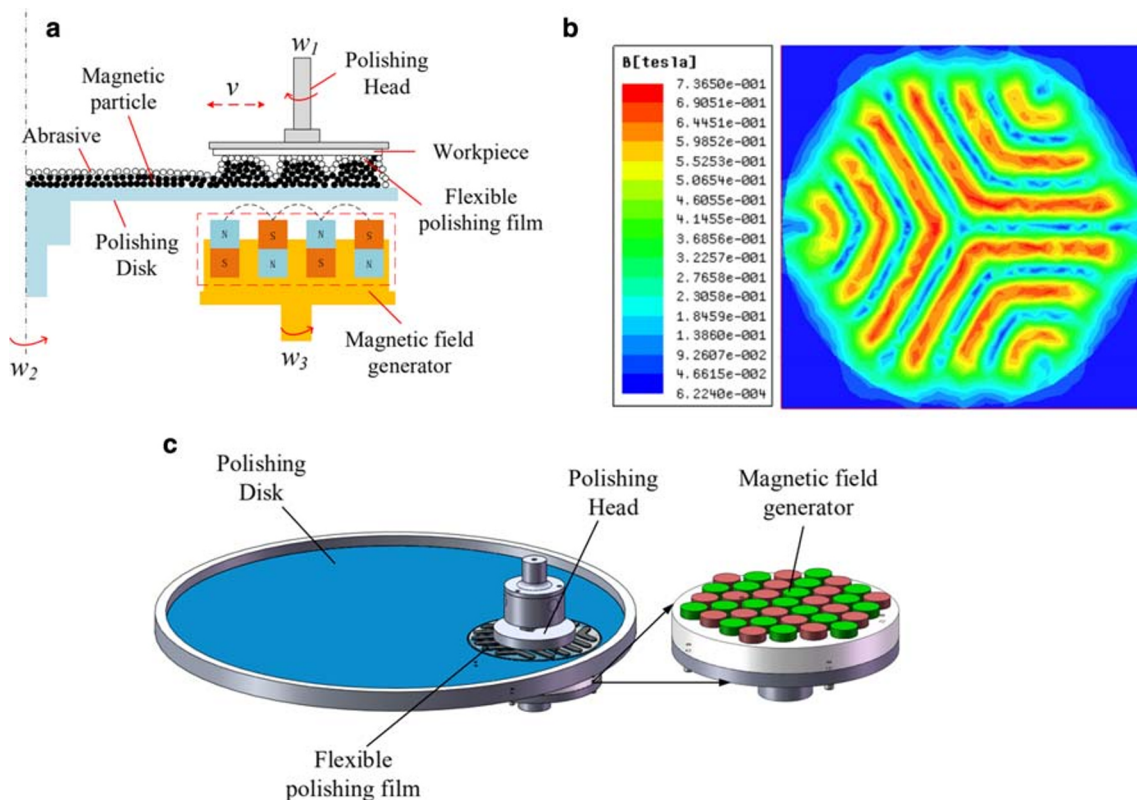 a
w1
Polishing
Head
Magnetic
particle
v
Abrasive
Workpiece
Flexible
polishing film
Polishing
Disk
N S N S
S N S N
Magnetic field
generator
w2
w3
b
B[tesla]
7.3650e-001
6.9051e-001
6.4451e-001
5.9852e-001
5.5253e-001
5.0654e-001
4.6055e-001
4.1455e-001
3.6856e-001
3.2257e-001
2.7658e-001
2.3058e-001
1.8459e-001
1.3860e-001
9.2607e-002
4.6615e-002
6.2240e-004
c
Polishing
Disk
Polishing
Head
Magnetic field
generator
Flexible
polishing film